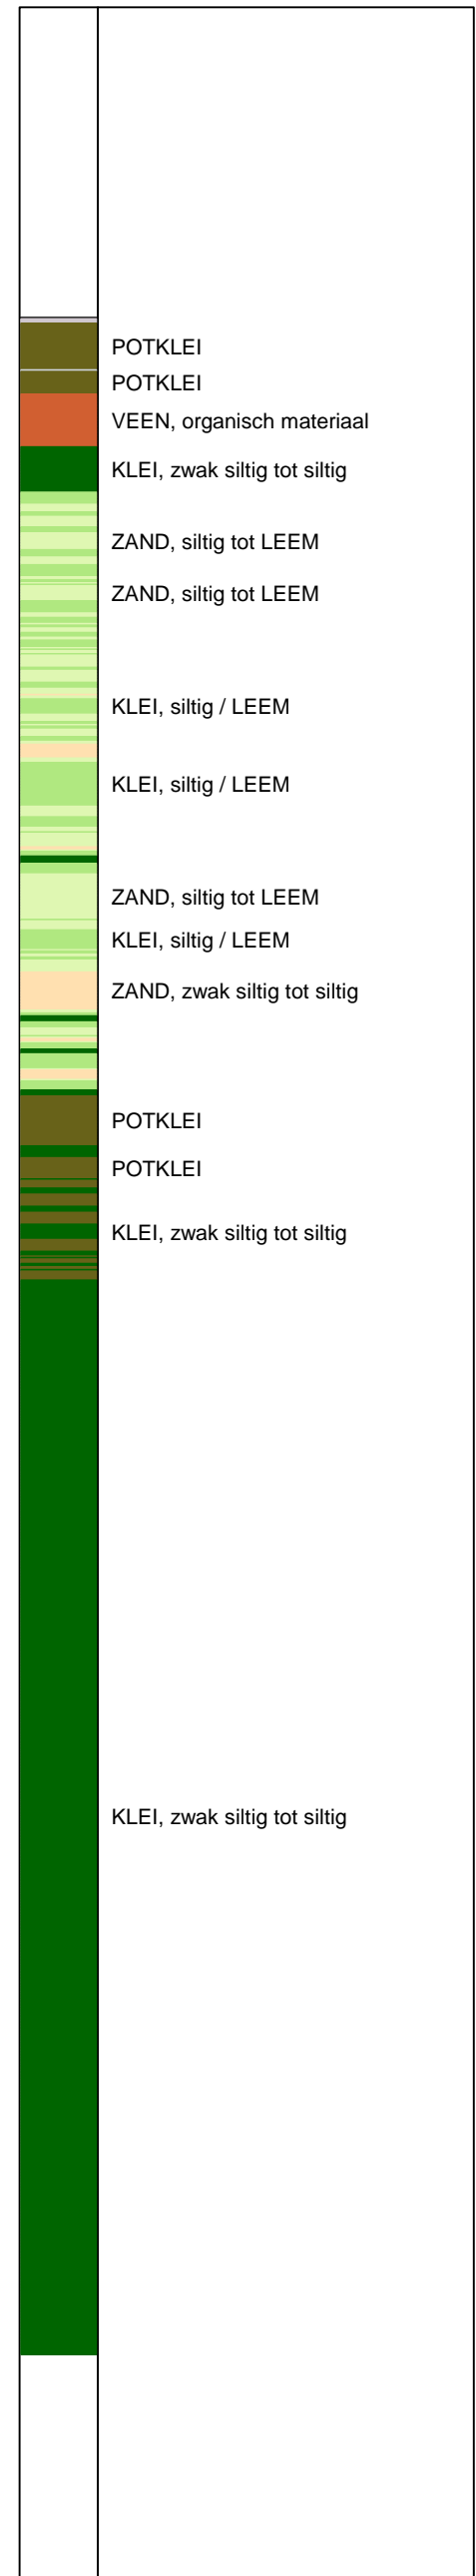 POTKLEI
POTKLEI
VEEN, organisch materiaal
KLEI, zwak siltig tot siltig
ZAND, siltig tot LEEM
ZAND, siltig tot LEEM
KLEI, siltig / LEEM
KLEI, siltig / LEEM
ZAND, siltig tot LEEM
KLEI, siltig / LEEM
ZAND, zwak siltig tot siltig
POTKLEI
POTKLEI
KLEI, zwak siltig tot siltig
KLEI, zwak siltig tot siltig